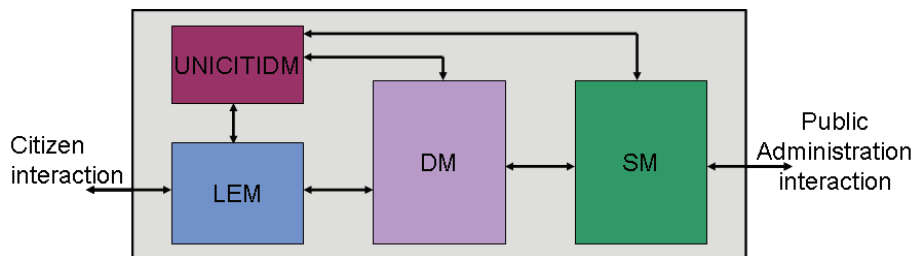 UNICITIDM
Citizen
interaction
LEM
DM
SM
Public
Administration
interaction